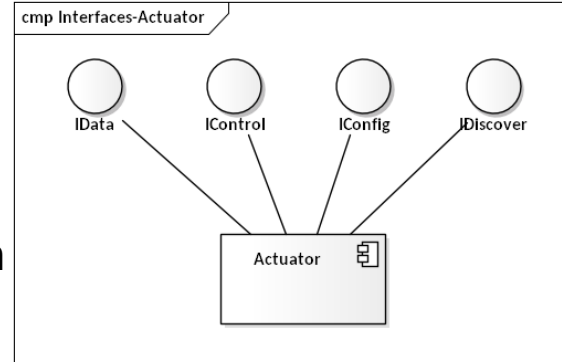 cmp Interfaces-Actuator
IData
IControl
IConfig
IDiscover
Actuator